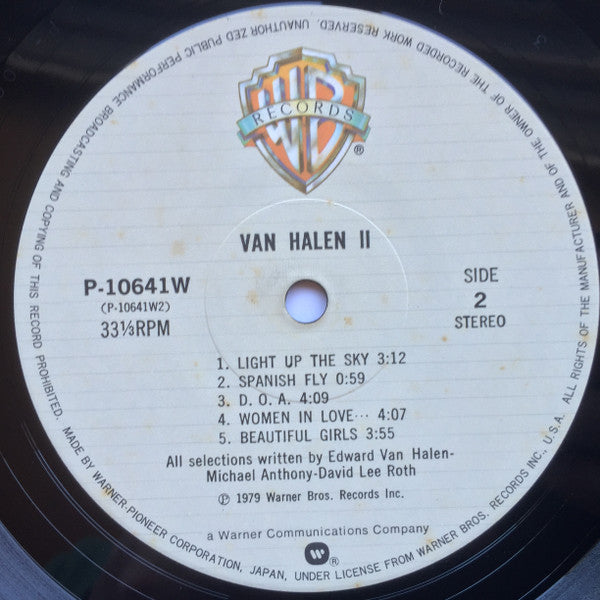 UNAUTHORIZED PUBLIC PERFORMANCE BROADCASTING AND COPYING OF THIS RECORD PROHIBITED. MADE BY WARNER-PIONEER CORPORATION, JAPAN, UNDER LICENSE FROM WARNER BROS. RECORDS INC., U.S.A. ALL RIGHTS OF THE MANUFACTURER AND OF THE OWNER OF THE RECORDED WORK RESERVED.
WB
RECORDS
®
VAN HALEN II
P-10641W
(P-10641W2)
33⅓RPM
SIDE
2
STEREO
1. LIGHT UP THE SKY 3:12
2. SPANISH FLY 0:59
3. D. O. A. 4:09
4. WOMEN IN LOVE··· 4:07
5. BEAUTIFUL GIRLS 3:55
All selections written by Edward Van Halen-
Michael Anthony-David Lee Roth
℗ 1979 Warner Bros. Records Inc.
a Warner Communications Company
®